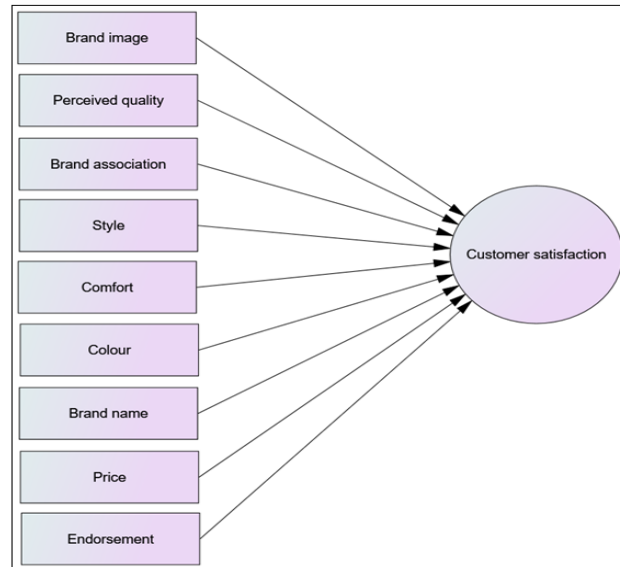 Brand image
Perceived quality
Brand association
Style
Comfort
Colour
Brand name
Price
Endorsement
Customer satisfaction